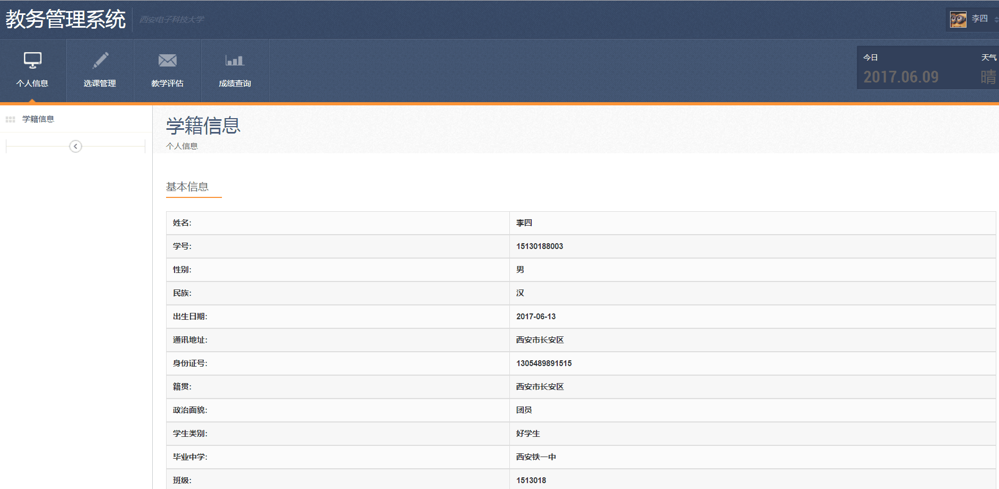 教务管理系统
西安电子科技大学
李四
个人信息
选课管理
教学评估
成绩查询
今日
天气
2017.06.09
晴
学籍信息
学籍信息
个人信息
基本信息
姓名: 李四
学号: 15130188003
性别: 男
民族: 汉
出生日期: 2017-06-13
通讯地址: 西安市长安区
身份证号: 1305489891515
籍贯: 西安市长安区
政治面貌: 团员
学生类别: 好学生
毕业中学: 西安铁一中
班级: 1513018